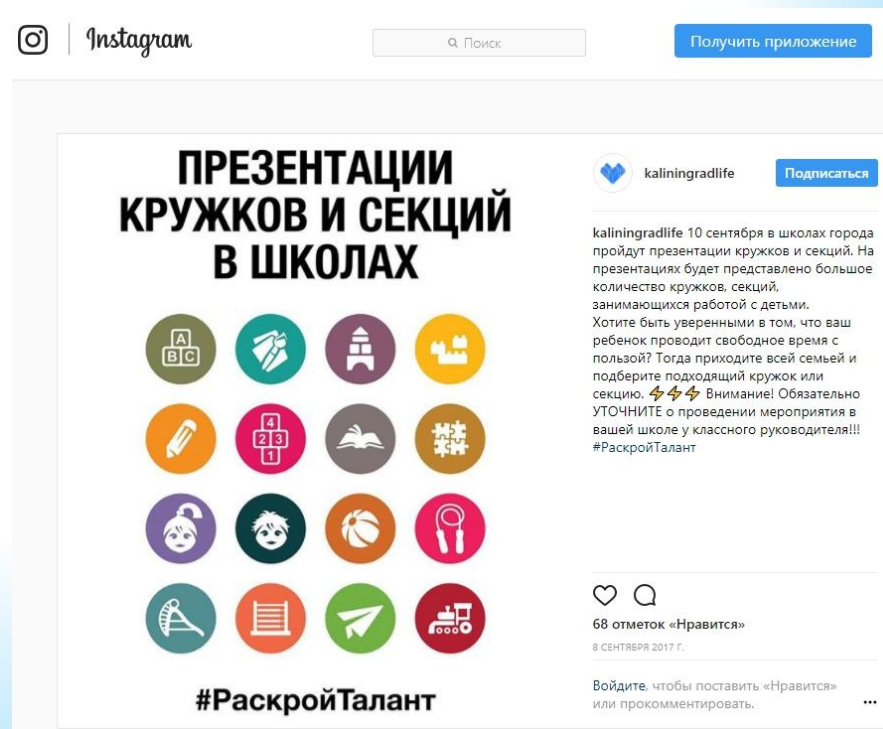 Instagram
Поиск
Получить приложение
ПРЕЗЕНТАЦИИ
КРУЖКОВ И СЕКЦИЙ
В ШКОЛАХ
A
B C
4
2 3
1
#РаскройТалант
kaliningradlife
Подписаться
kaliningradlife 10 сентября в школах города
пройдут презентации кружков и секций. На
презентациях будет представлено большое
количество кружков, секций,
занимающихся работой с детьми.
Хотите быть уверенными в том, что ваш
ребенок проводит свободное время с
пользой? Тогда приходите всей семьей и
подберите подходящий кружок или
секцию. ⚡⚡⚡ Внимание! Обязательно
УТОЧНИТЕ о проведении мероприятия в
вашей школе у классного руководителя!!!
#РаскройТалант
68 отметок «Нравится»
8 СЕНТЯБРЯ 2017 Г.
Войдите, чтобы поставить «Нравится»
или прокомментировать.